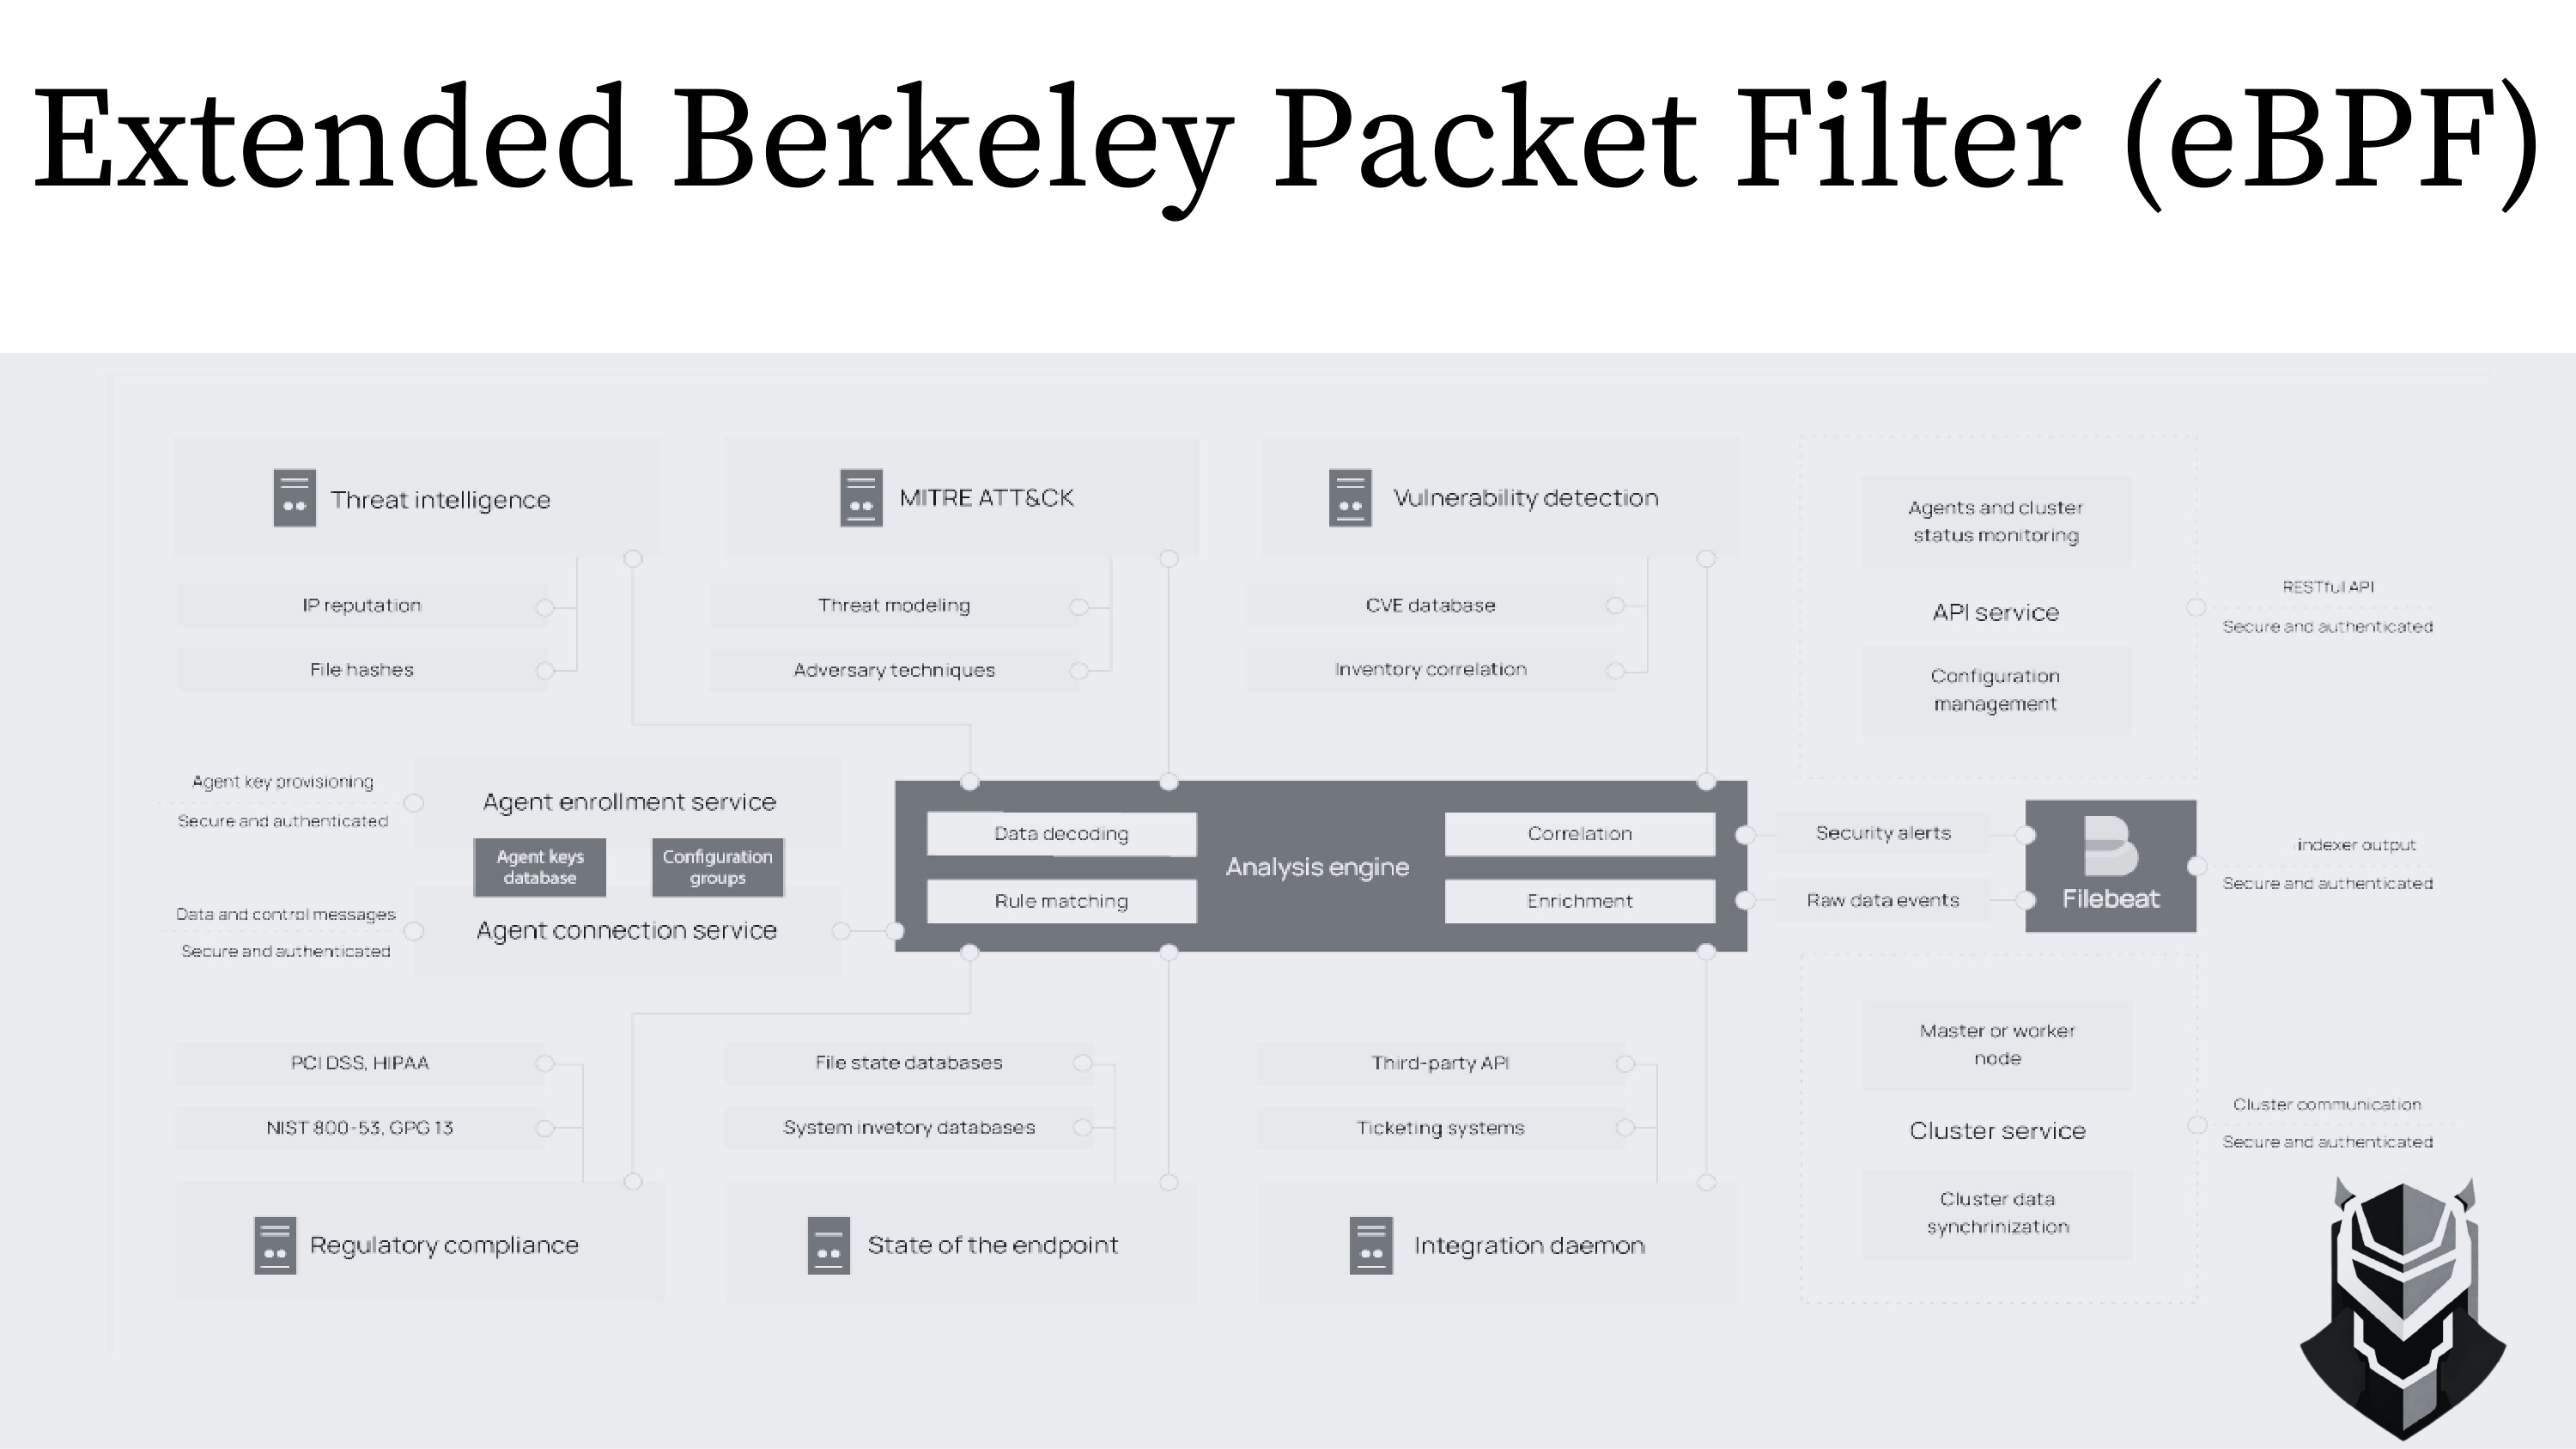 Extended Berkeley Packet Filter (eBPF)
Threat intelligence
IP reputation
File hashes
MITRE ATT&CK
Threat modeling
Adversary techniques
Vulnerability detection
CVE database
Inventory correlation
Agents and cluster
status monitoring
API service
Configuration
management
RESTful API
Secure and authenticated
Agent key provisioning
Secure and authenticated
Agent enrollment service
Agent keys
database
Configuration
groups
Data and control messages
Secure and authenticated
Agent connection service
Data decoding
Rule matching
Analysis engine
Correlation
Enrichment
Security alerts
Raw data events
Filebeat
indexer output
Secure and authenticated
PCI DSS, HIPAA
NIST 800-53, GPG 13
Regulatory compliance
File state databases
System invetory databases
State of the endpoint
Third-party API
Ticketing systems
Integration daemon
Master or worker
node
Cluster service
Cluster data
synchrinization
Cluster communication
Secure and authenticated